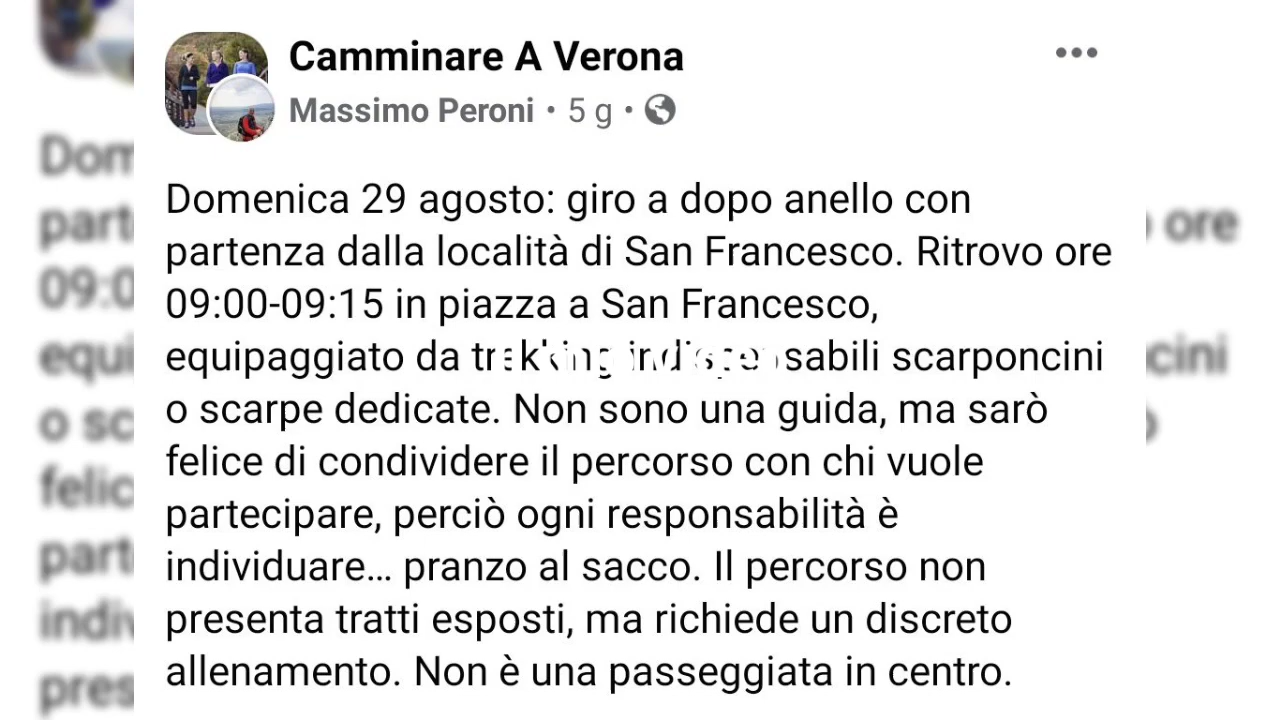 Camminare A Verona
Massimo Peroni • 5 g •
Domenica 29 agosto: giro a dopo anello con
partenza dalla località di San Francesco. Ritrovo ore
09:00-09:15 in piazza a San Francesco,
equipaggiato da trekking indispensabili scarponcini
o scarpe dedicate. Non sono una guida, ma sarò
felice di condividere il percorso con chi vuole
partecipare, perciò ogni responsabilità è
individuare... pranzo al sacco. Il percorso non
presenta tratti esposti, ma richiede un discreto
allenamento. Non è una passeggiata in centro.